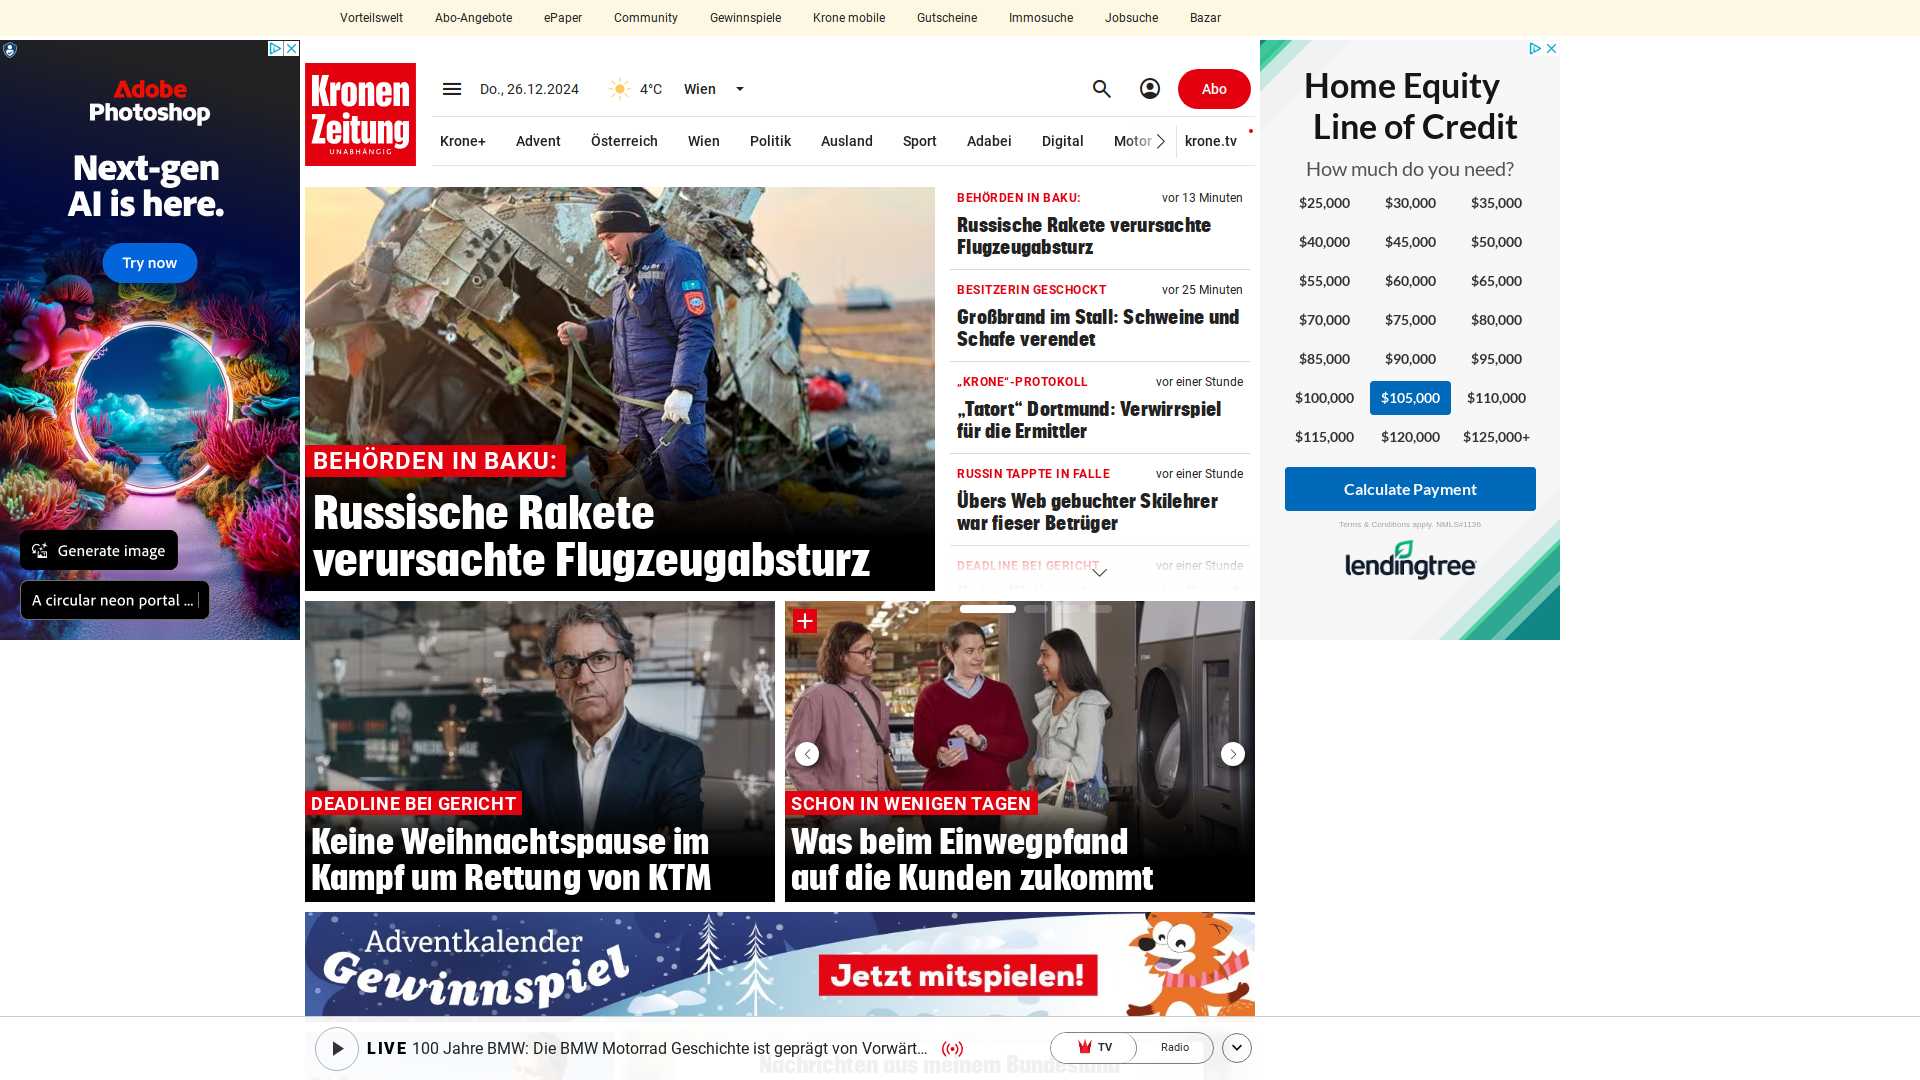 Vorteilswelt Abo-Angebote ePaper Community Gewinnspiele Krone mobile Gutscheine Immosuche Jobsuche Bazar
Adobe
Photoshop
Next-gen
AI is here.
Try now
Generate image
A circular neon portal ...
Kronen
Zeitung
UNABHÄNGIG
Do., 26.12.2024 4°C Wien
Abo
Krone+ Advent Österreich Wien Politik Ausland Sport Adabei Digital Motor krone.tv
BEHÖRDEN IN BAKU:
Russische Rakete
verursachte Flugzeugabsturz
BEHÖRDEN IN BAKU: vor 13 Minuten
Russische Rakete verursachte
Flugzeugabsturz
BESITZERIN GESCHOCKT vor 25 Minuten
Großbrand im Stall: Schweine und
Schafe verendet
„KRONE“-PROTOKOLL vor einer Stunde
„Tatort“ Dortmund: Verwirrspiel
für die Ermittler
RUSSIN TAPPTE IN FALLE vor einer Stunde
Übers Web gebuchter Skilehrer
war fieser Betrüger
DEADLINE BEI GERICHT vor einer Stunde
DEADLINE BEI GERICHT
Keine Weihnachtspause im
Kampf um Rettung von KTM
SCHON IN WENIGEN TAGEN
Was beim Einwegpfand
auf die Kunden zukommt
Adventkalender
Gewinnspiel
Jetzt mitspielen!
LIVE 100 Jahre BMW: Die BMW Motorrad Geschichte ist geprägt von Vorwärt...
TV Radio
Nachrichten aus meinem Bundesland
Home Equity
Line of Credit
How much do you need?
$25,000 $30,000 $35,000
$40,000 $45,000 $50,000
$55,000 $60,000 $65,000
$70,000 $75,000 $80,000
$85,000 $90,000 $95,000
$100,000 $105,000 $110,000
$115,000 $120,000 $125,000+
Calculate Payment
Terms & Conditions apply. NMLS#1136
lendingtree